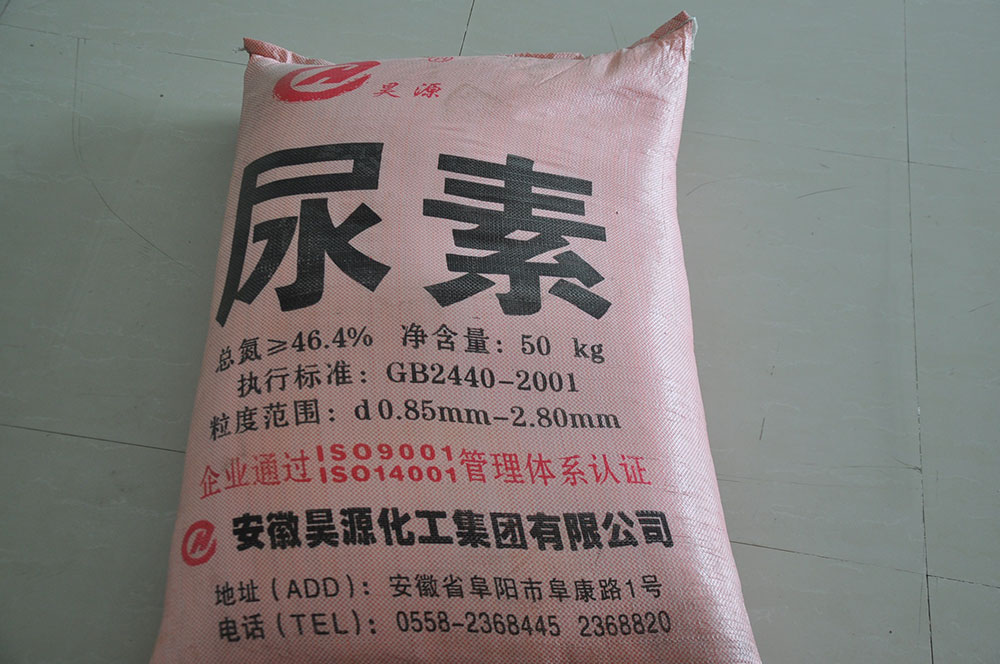 昊源
尿素
总氮≥46.4% 净含量：50 kg
执行标准：GB2440-2001
粒度范围：d0.85mm-2.80mm
企业通过ISO9001
ISO14001管理体系认证
安徽昊源化工集团有限公司
地址（ADD）：安徽省阜阳市阜康路1号
电话（TEL）：0558-2368445 2368820